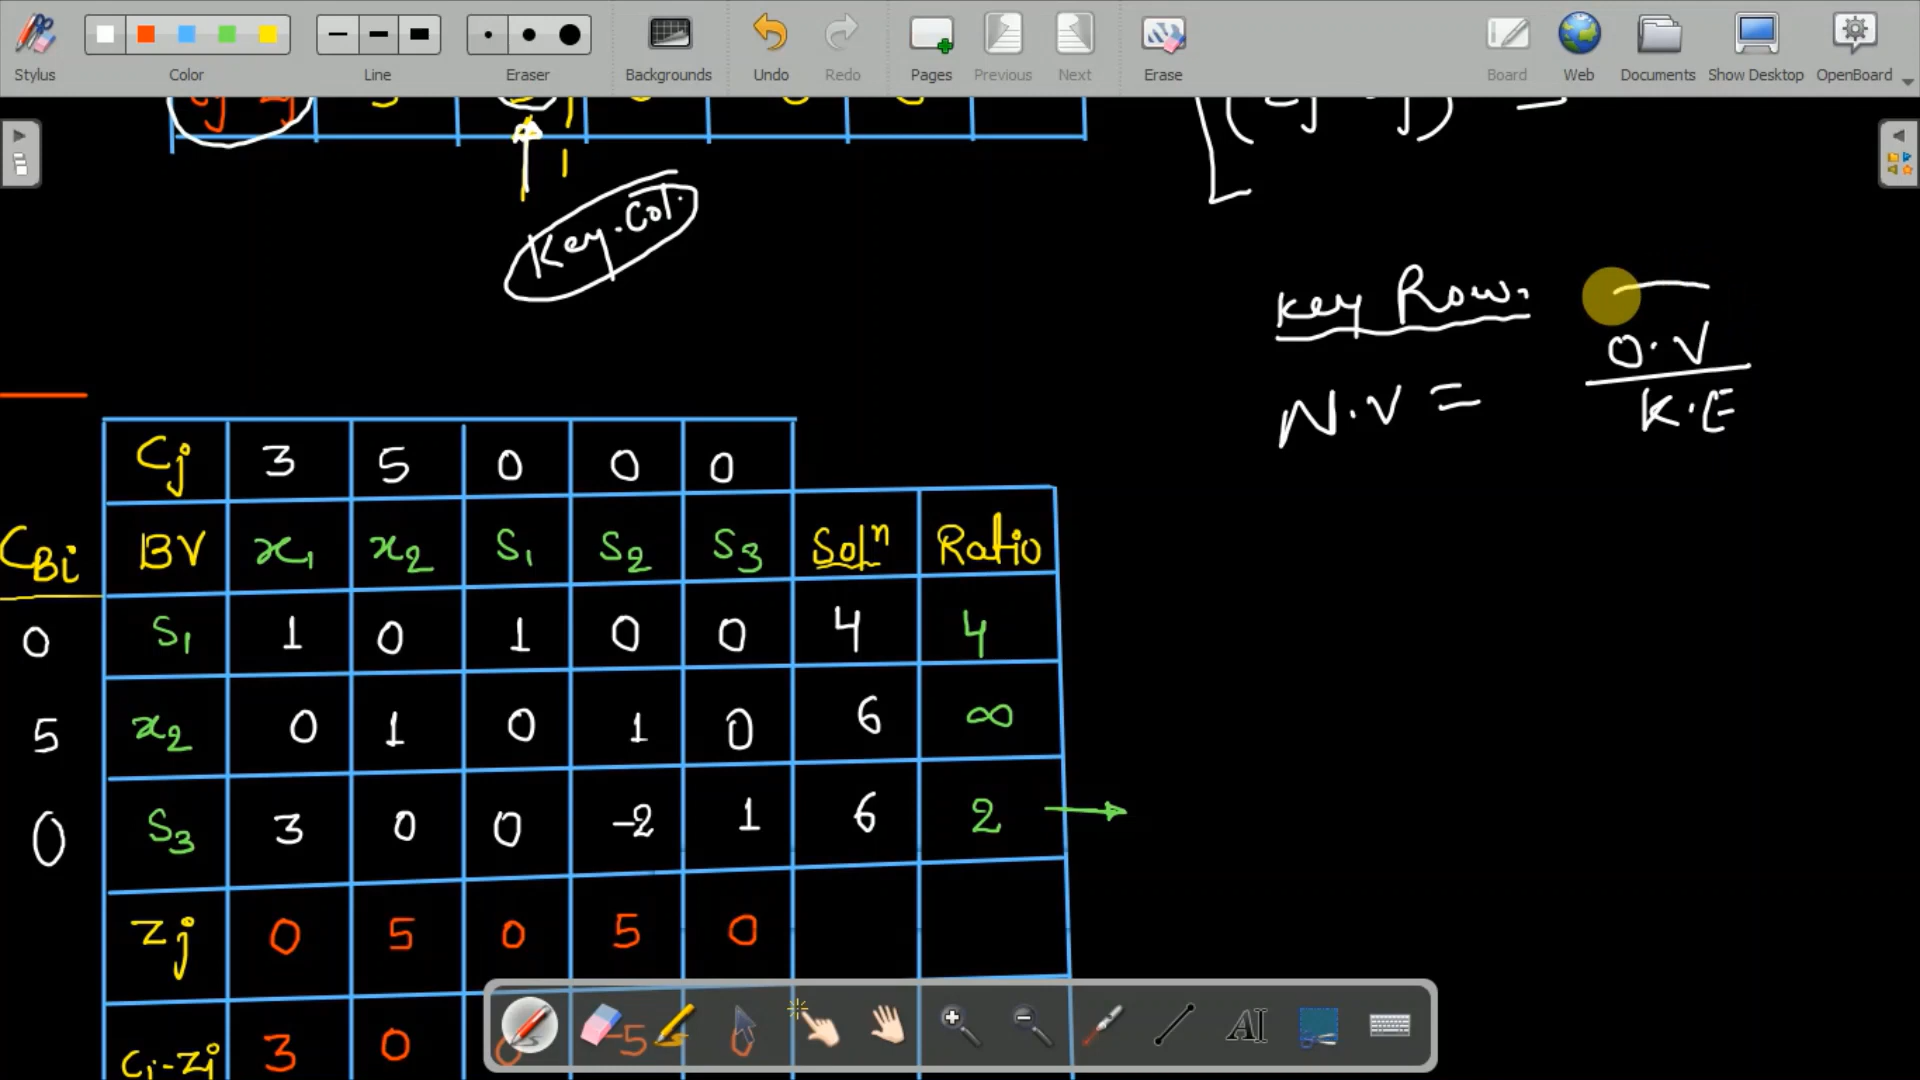 Stylus Color Line Eraser Backgrounds Undo Redo Pages Previous Next Erase Board Web Documents Show Desktop OpenBoard
Key.Col.
Key Row.
N.V = O.V
K.E
Cj 3 5 0 0 0
CBi BV x1 x2 S1 S2 S3 Solⁿ Ratio
0 S1 1 0 1 0 0 4 4
5 x2 0 1 0 1 0 6 ∞
0 S3 3 0 0 -2 1 6 2
Zj 0 5 0 5 0
Cj-Zj 3 0 0 -5 0